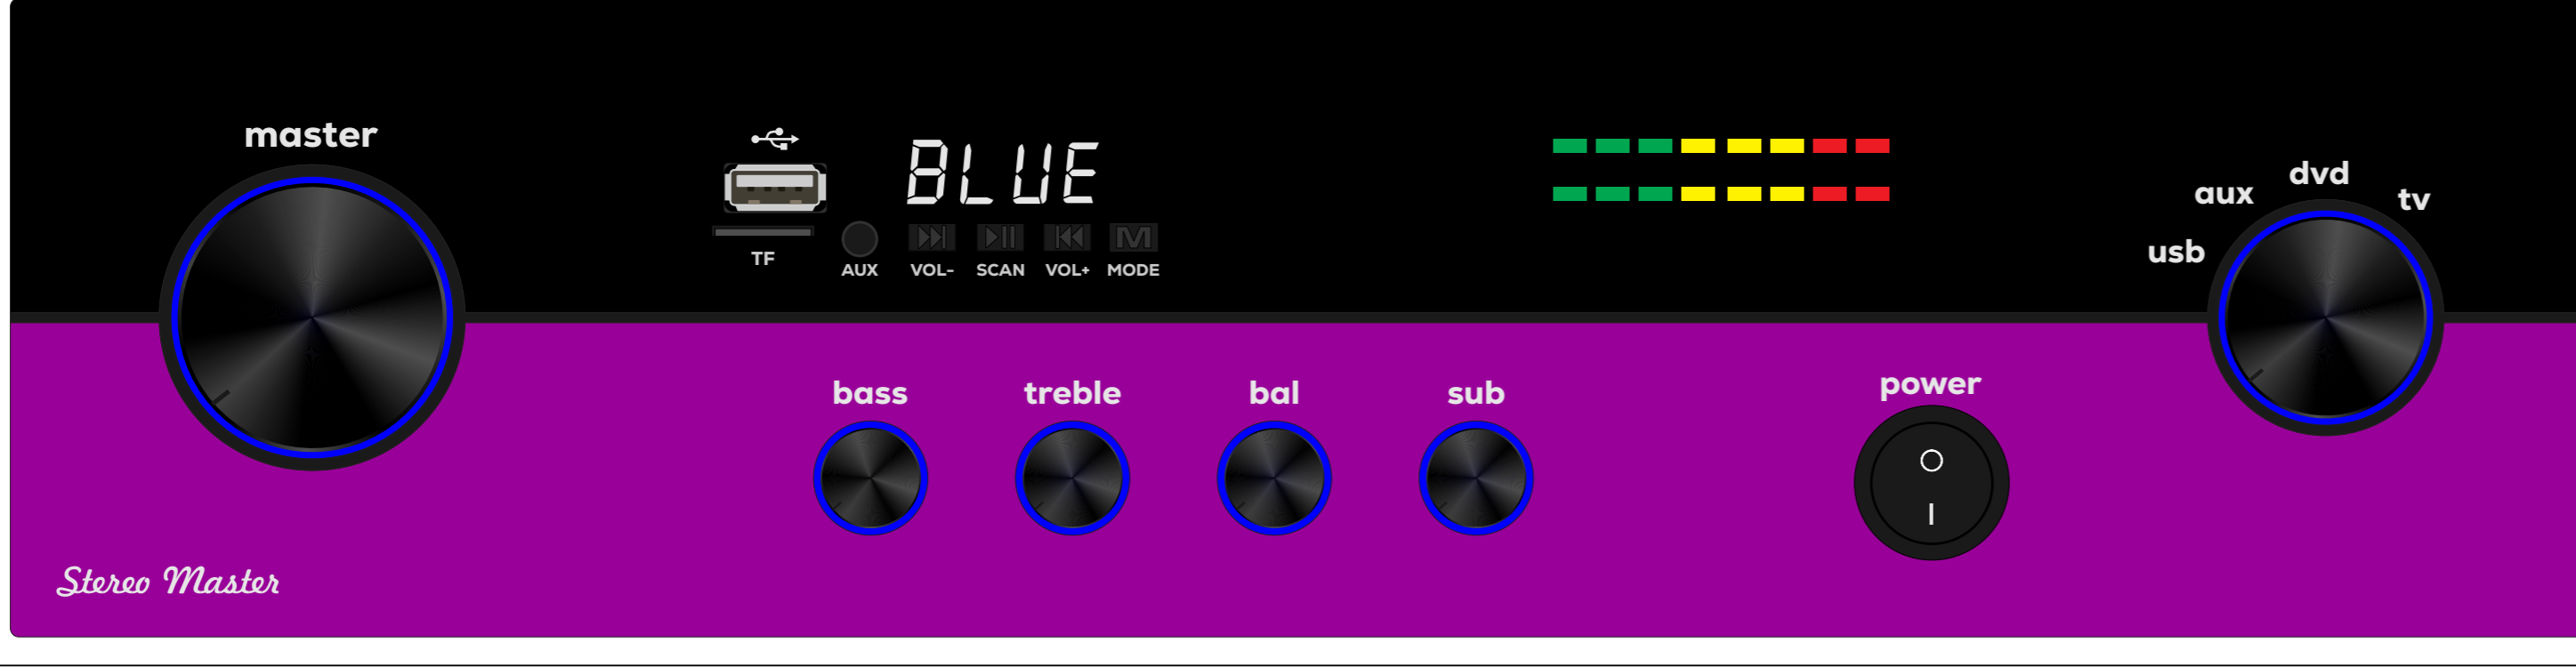 master
BLUE
dvd
aux
tv
usb
TF
AUX
VOL-
SCAN
VOL+
M
MODE
bass
treble
bal
sub
power
Stereo Master